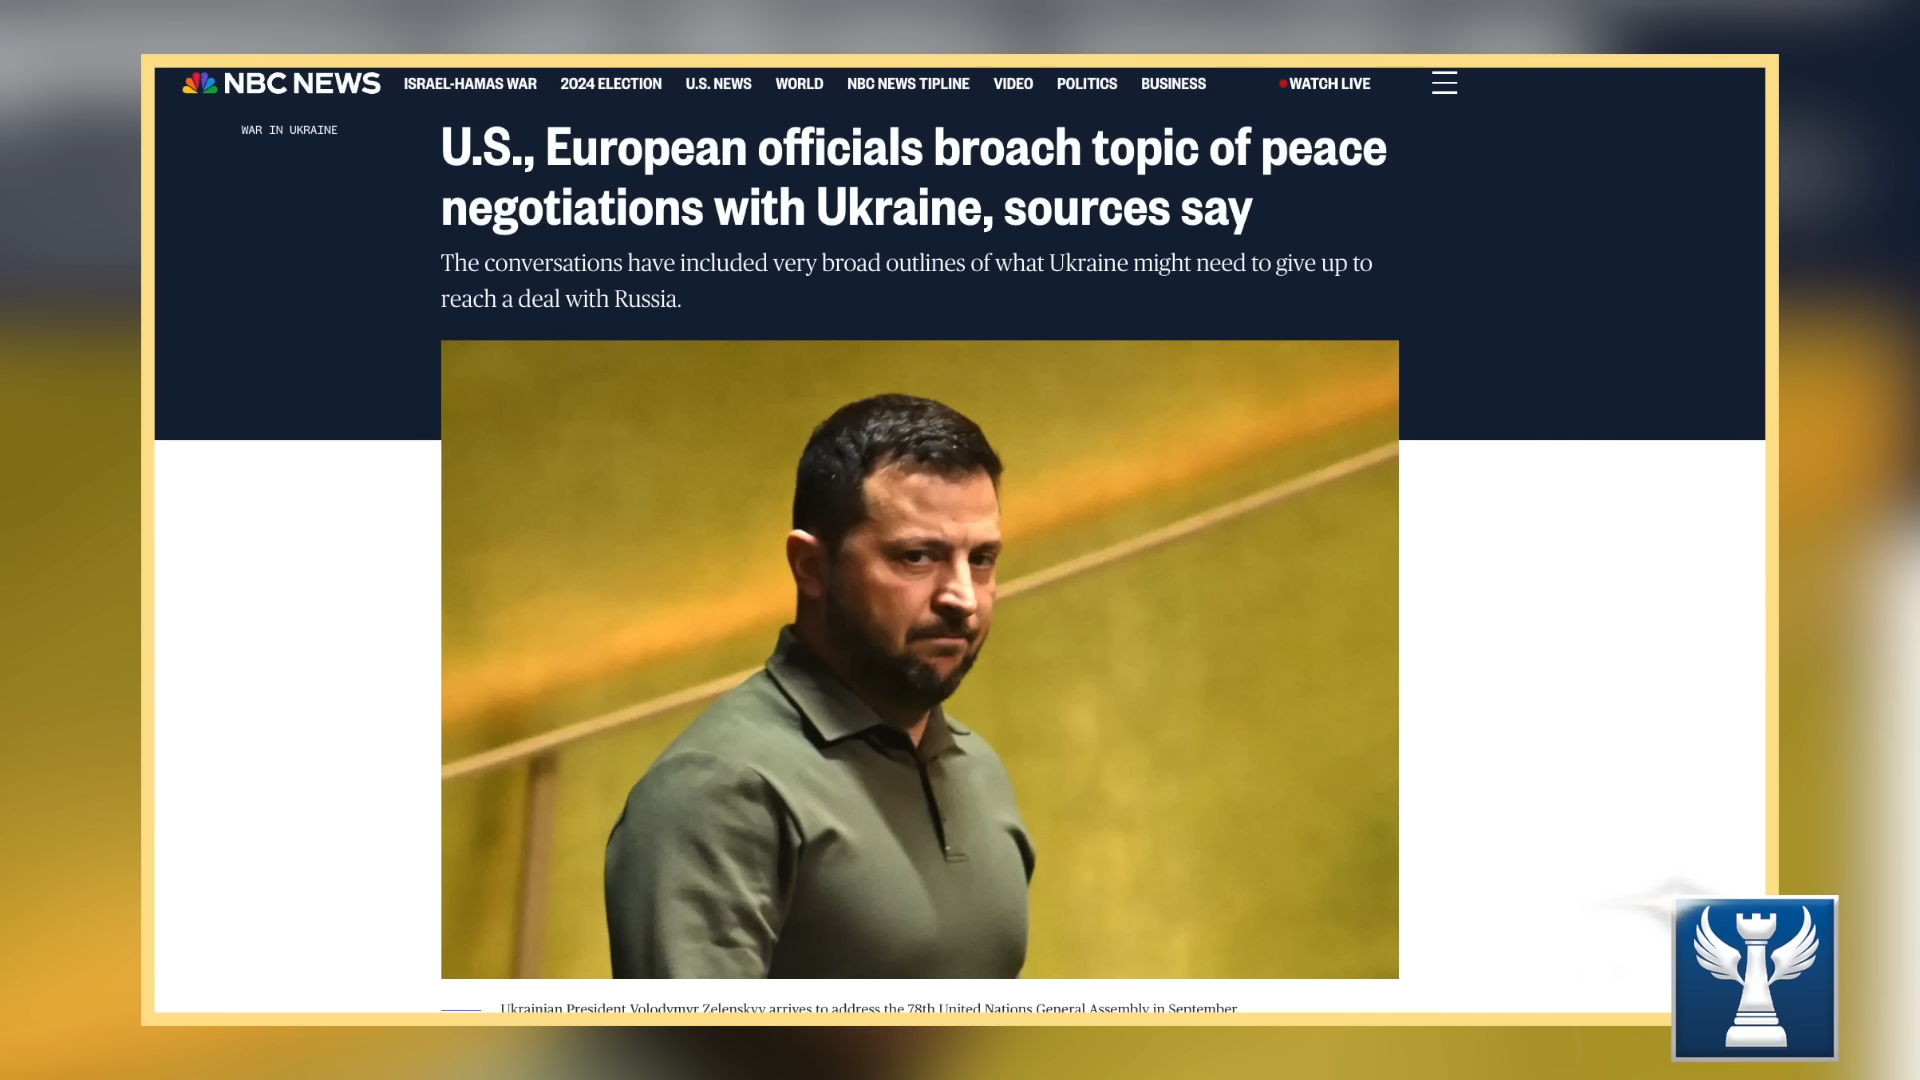 NBC NEWS
ISRAEL-HAMAS WAR
2024 ELECTION
U.S. NEWS
WORLD
NBC NEWS TIPLINE
VIDEO
POLITICS
BUSINESS
WATCH LIVE
WAR IN UKRAINE
U.S., European officials broach topic of peace
negotiations with Ukraine, sources say
The conversations have included very broad outlines of what Ukraine might need to give up to
reach a deal with Russia.
Ukrainian President Volodymyr Zelenskyy arrives to address the 78th United Nations General Assembly in September.